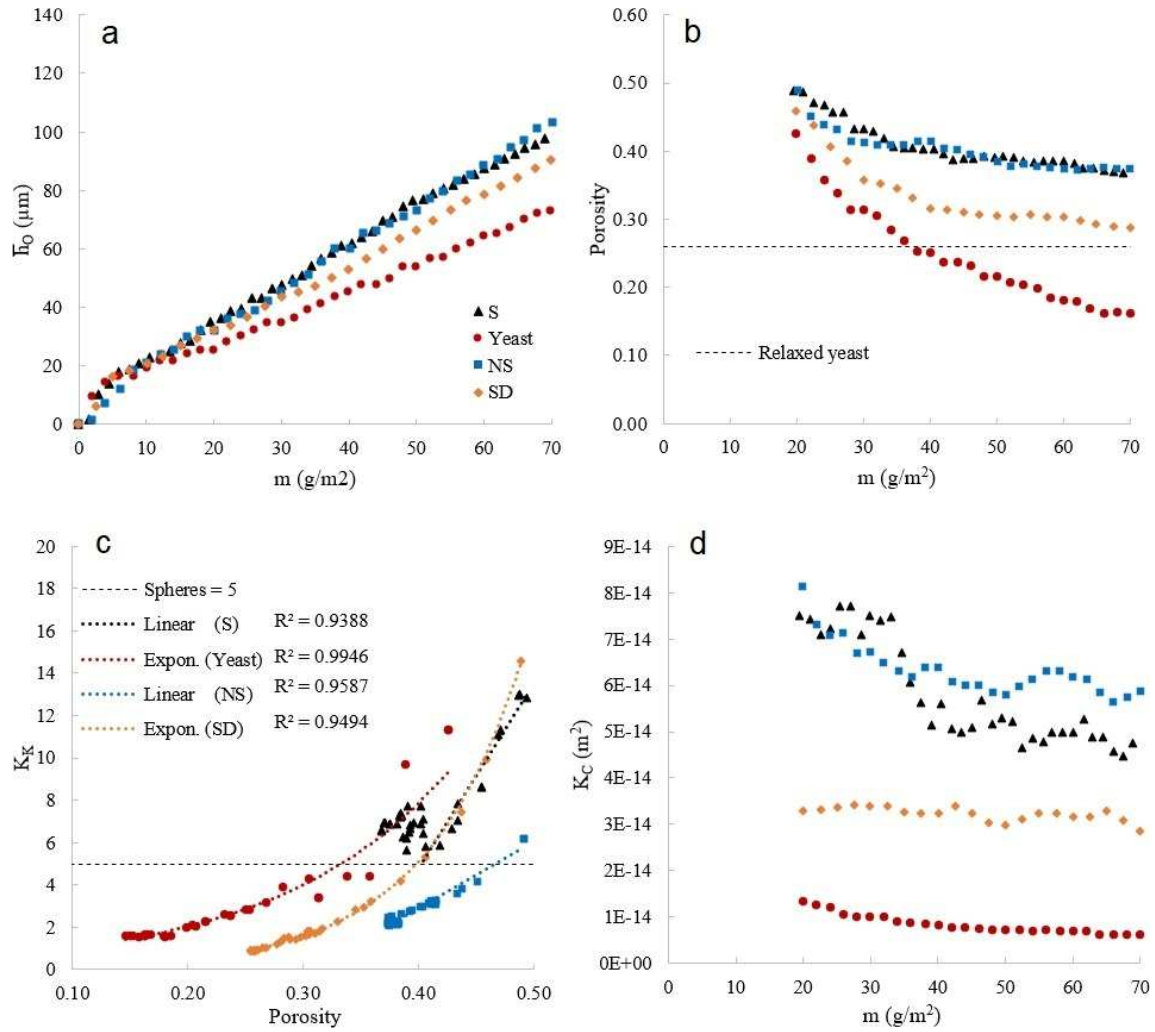 a
140
120
100
80
60
40
20
0
h̄O (µm)
0 10 20 30 40 50 60 70
m (g/m2)
S
Yeast
NS
SD
b
0.60
0.50
0.40
0.30
0.20
0.10
0.00
Porosity
Relaxed yeast
0 10 20 30 40 50 60 70
m (g/m²)
c
20
18
16
14
12
10
8
6
4
2
0
KK
Spheres = 5
Linear (S) R² = 0.9388
Expon. (Yeast) R² = 0.9946
Linear (NS) R² = 0.9587
Expon. (SD) R² = 0.9494
0.10 0.20 0.30 0.40 0.50
Porosity
d
9E-14
8E-14
7E-14
6E-14
5E-14
4E-14
3E-14
2E-14
1E-14
0E+00
KC (m²)
0 10 20 30 40 50 60 70
m (g/m²)